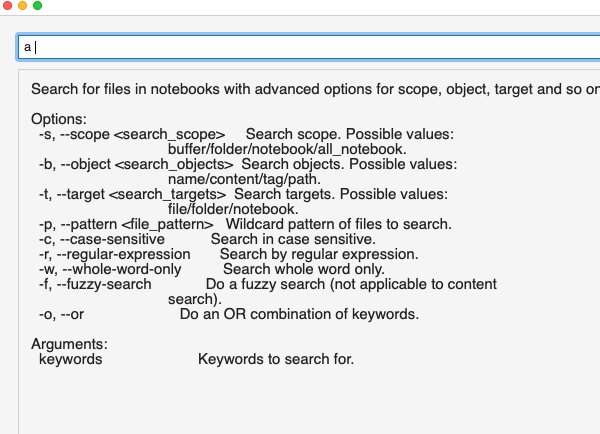 a
Search for files in notebooks with advanced options for scope, object, target and so on
Options:
-s, --scope <search_scope> Search scope. Possible values:
buffer/folder/notebook/all_notebook.
-b, --object <search_objects> Search objects. Possible values:
name/content/tag/path.
-t, --target <search_targets> Search targets. Possible values:
file/folder/notebook.
-p, --pattern <file_pattern> Wildcard pattern of files to search.
-c, --case-sensitive Search in case sensitive.
-r, --regular-expression Search by regular expression.
-w, --whole-word-only Search whole word only.
-f, --fuzzy-search Do a fuzzy search (not applicable to content
search).
-o, --or Do an OR combination of keywords.
Arguments:
keywords Keywords to search for.